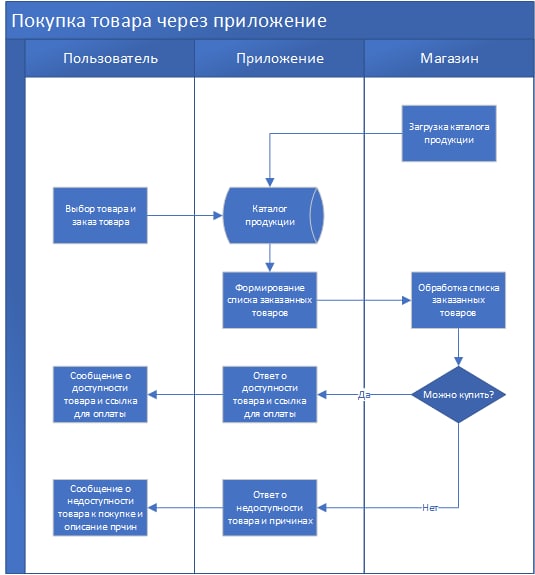 Покупка товара через приложение
Пользователь
Приложение
Магазин
Загрузка каталога
продукции
Выбор товара и
заказ товара
Каталог
продукции
Формирование
списка заказанных
товаров
Обработка списка
заказанных
товаров
Сообщение о
доступности
товара и ссылка
для оплаты
Ответ о
доступности
товара и ссылка
для оплаты
Да
Можно купить?
Сообщение о
недоступности
товара к покупке и
описание прчин
Ответ о
недоступности
товара и причинах
Нет